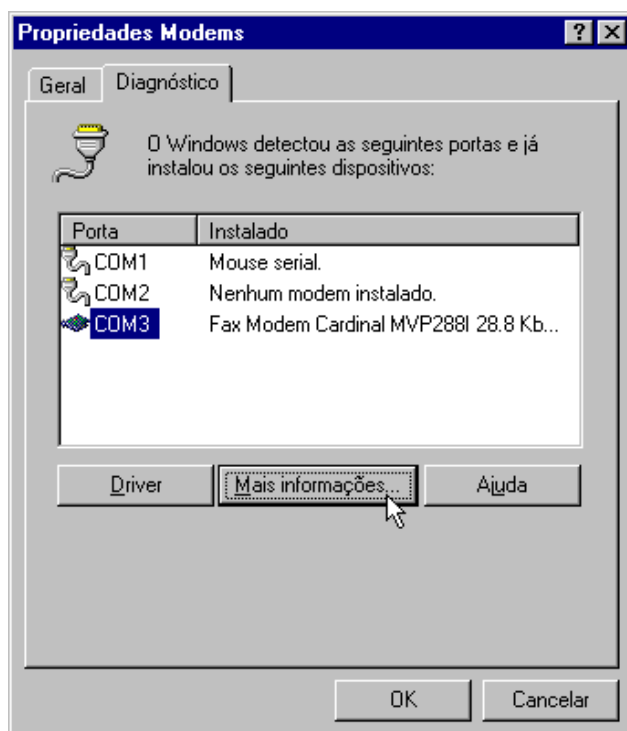 Propriedades Modems
Geral Diagnóstico
O Windows detectou as seguintes portas e já
instalou os seguintes dispositivos:
Porta Instalado
COM1 Mouse serial.
COM2 Nenhum modem instalado.
COM3 Fax Modem Cardinal MVP288I 28.8 Kb...
Driver Mais informações... Ajuda
OK Cancelar